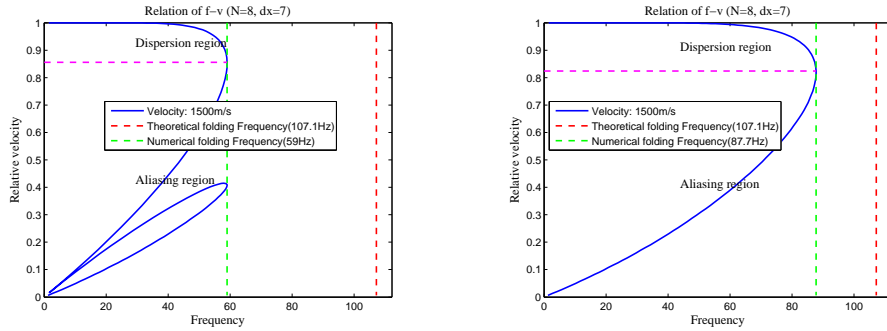 Relation of f−v (N=8, dx=7)
Relative velocity
1
0.9
0.8
0.7
0.6
0.5
0.4
0.3
0.2
0.1
0
Dispersion region
Velocity: 1500m/s
Theoretical folding Frequency(107.1Hz)
Numerical folding Frequency(59Hz)
Aliasing region
0 20 40 60 80 100
Frequency
Relation of f−v (N=8, dx=7)
Relative velocity
1
0.9
0.8
0.7
0.6
0.5
0.4
0.3
0.2
0.1
0
Dispersion region
Velocity: 1500m/s
Theoretical folding Frequency(107.1Hz)
Numerical folding Frequency(87.7Hz)
Aliasing region
0 20 40 60 80 100
Frequency